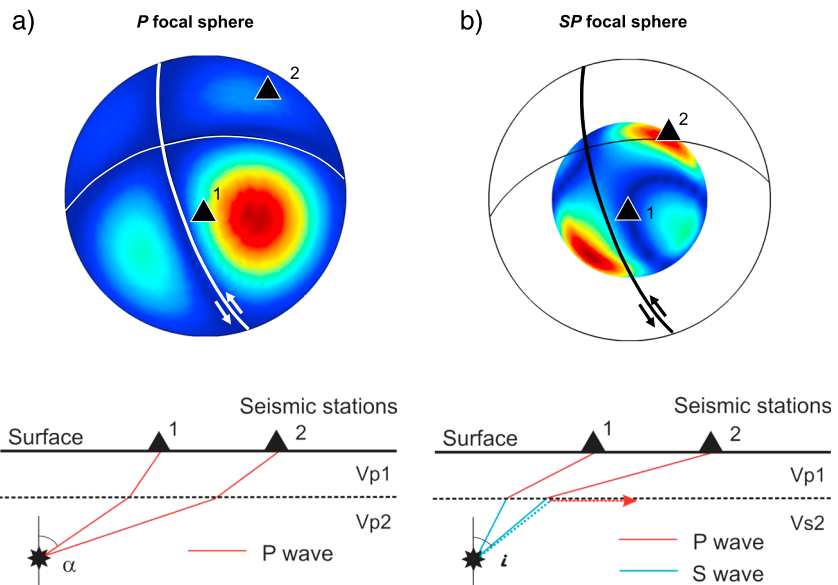 a)
P focal sphere
2
1
b)
SP focal sphere
2
1
Seismic stations
1
2
Surface
Vp1
Vp2
α
P wave
Seismic stations
1
2
Surface
Vp1
Vs2
i
P wave
S wave